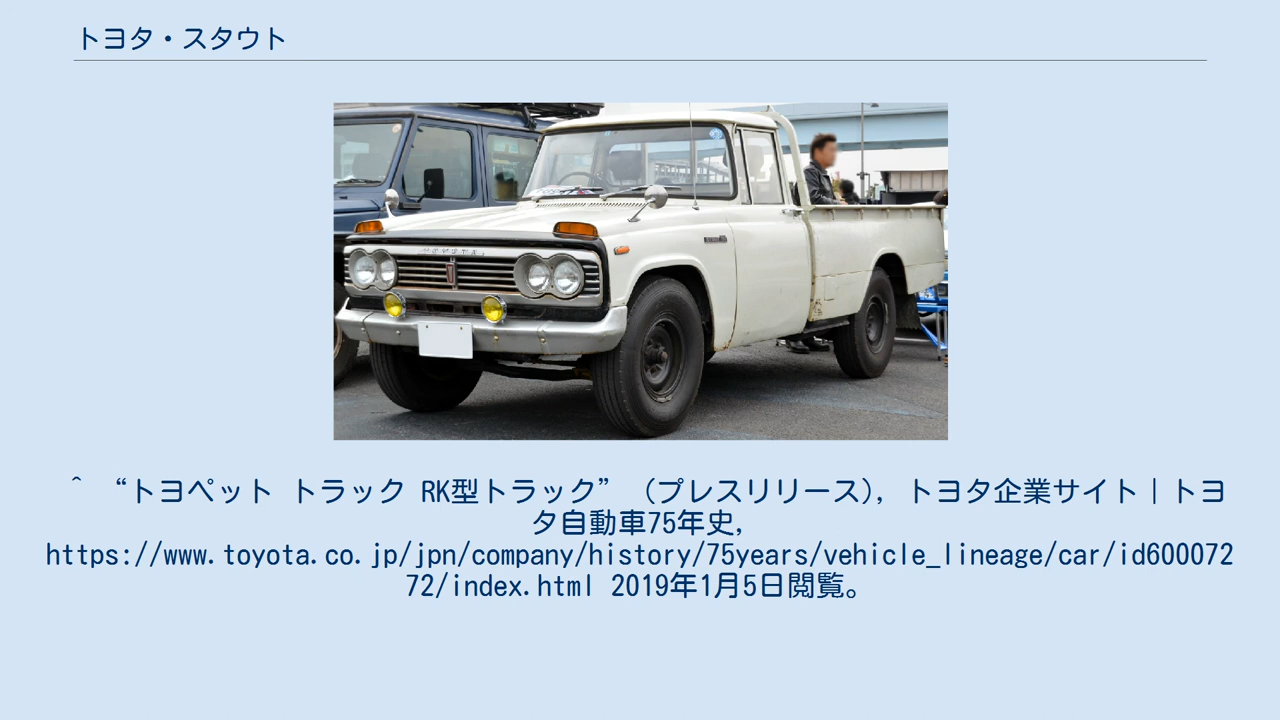 トヨタ・スタウト
TOYOTA
^ “トヨペット トラック RK型トラック” (プレスリリース), トヨタ企業サイト｜トヨ
タ自動車75年史,
https://www.toyota.co.jp/jpn/company/history/75years/vehicle_lineage/car/id600072
72/index.html 2019年1月5日閲覧。